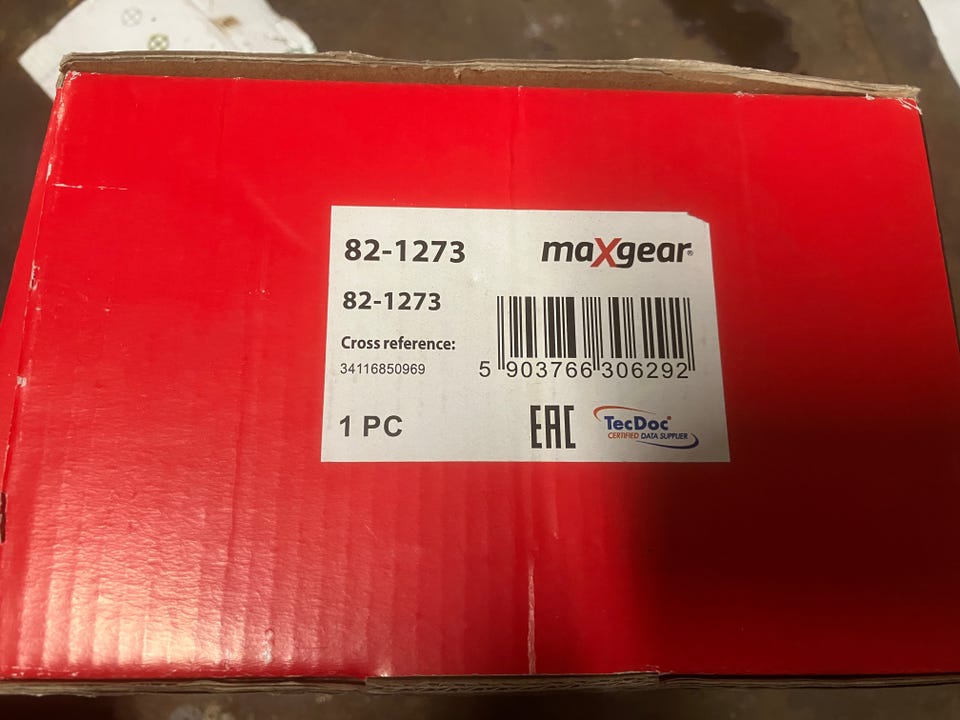 82-1273
maXgear®
82-1273
Cross reference:
34116850969
5 903766 306292
1 PC
EAC
TecDoc®
CERTIFIED DATA SUPPLIER